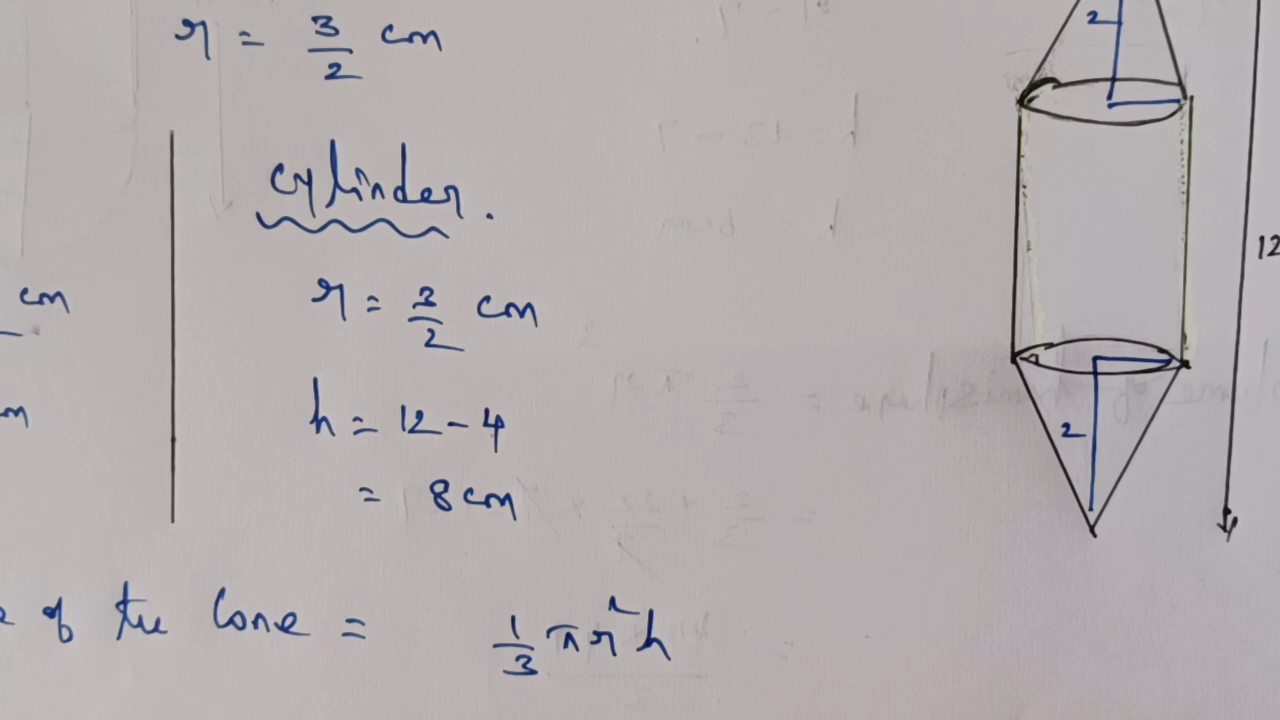 r = 3/2 cm
cylinder.
cm
r = 3/2 cm
h = 12 - 4
= 8 cm
of the Cone = 1/3 πr²h
2
12
2